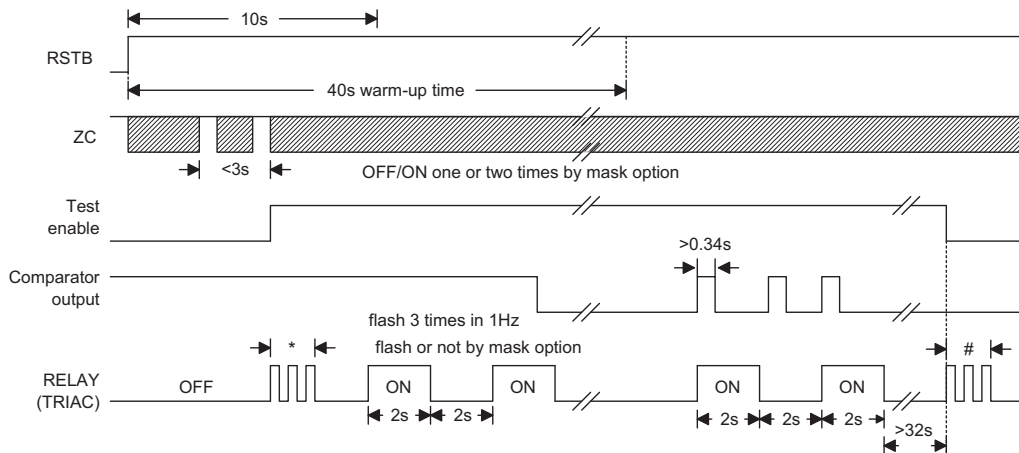 10s
RSTB
40s warm-up time
ZC
<3s
OFF/ON one or two times by mask option
Test
enable
>0.34s
Comparator
output
flash 3 times in 1Hz
* flash or not by mask option
#
RELAY
(TRIAC)
OFF
ON
ON
ON
ON
2s
2s
2s
2s
2s
>32s